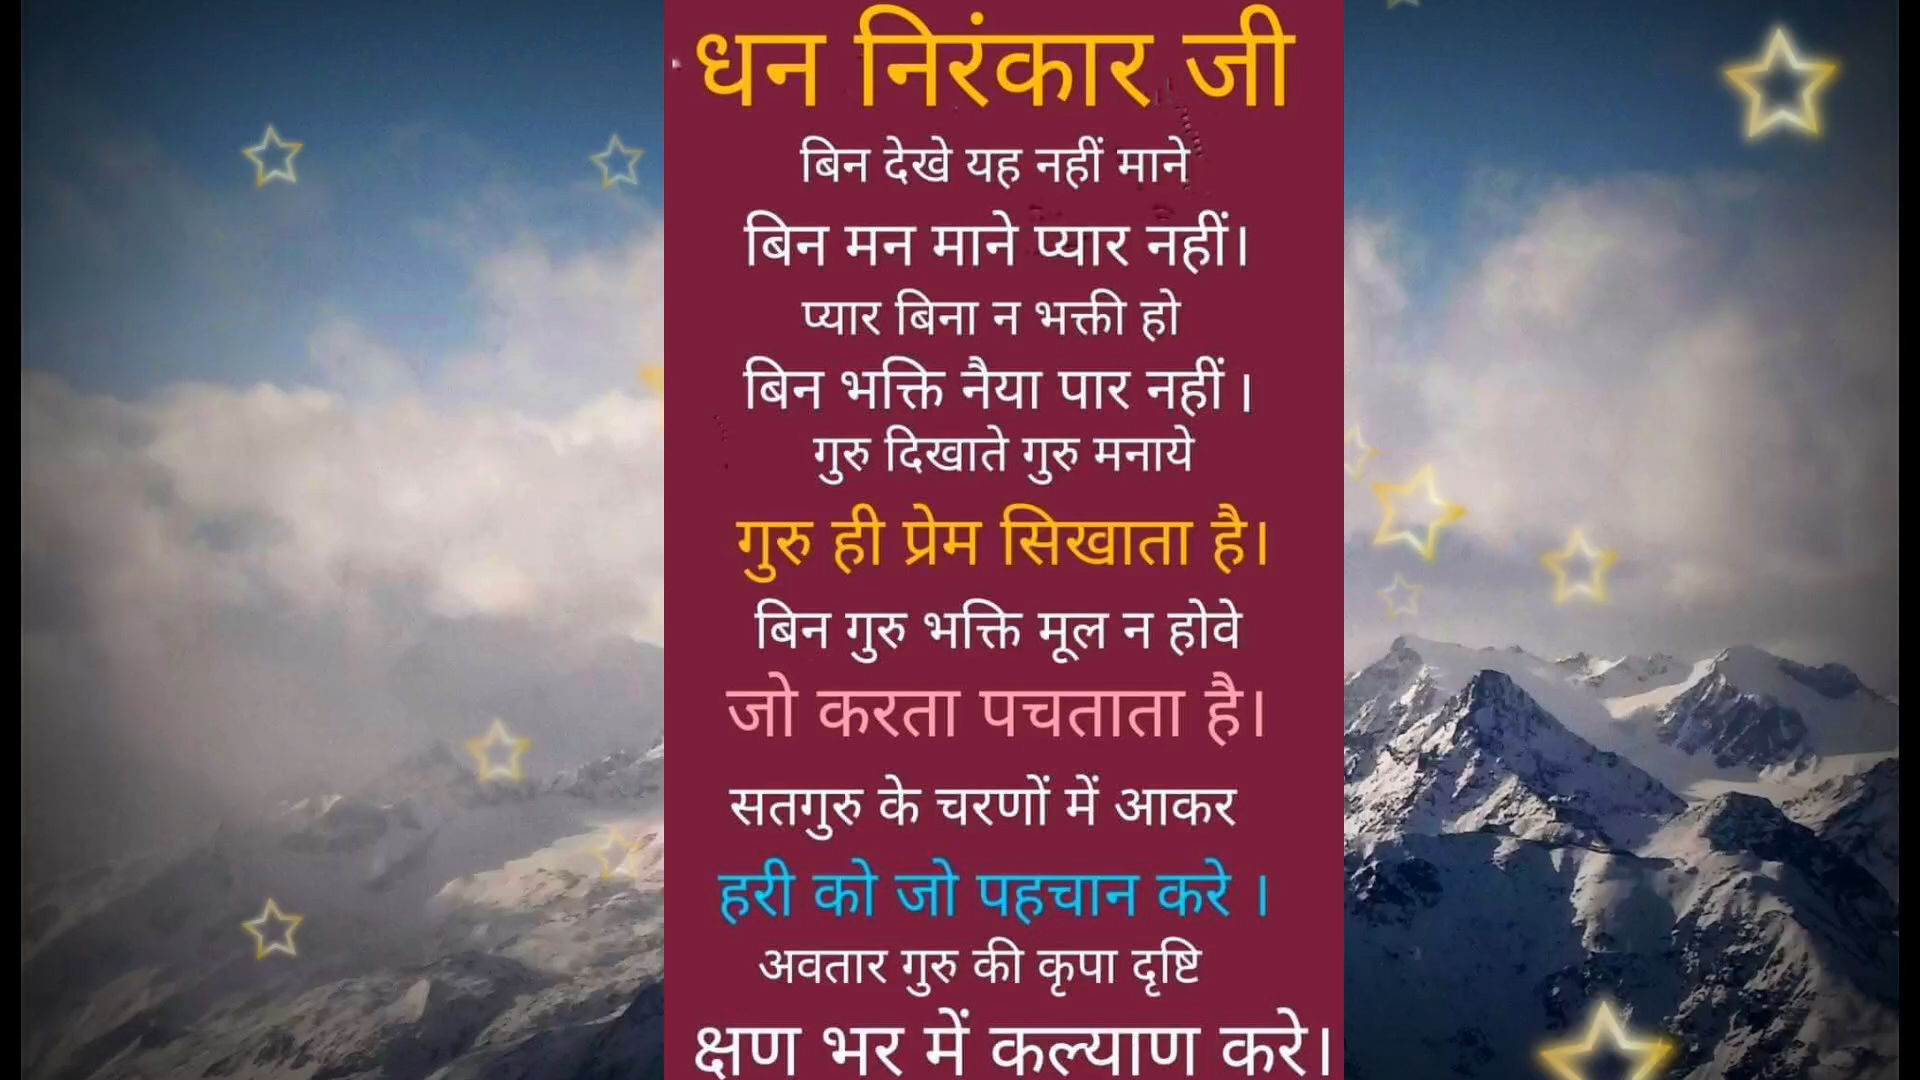 धन निरंकार जी
बिन देखे यह नहीं माने
बिन मन माने प्यार नहीं।
प्यार बिना न भक्ती हो
बिन भक्ति नैया पार नहीं ।
गुरु दिखाते गुरु मनाये
गुरु ही प्रेम सिखाता है।
बिन गुरु भक्ति मूल न होवे
जो करता पचताता है।
सतगुरु के चरणों में आकर
हरी को जो पहचान करे ।
अवतार गुरु की कृपा दृष्टि
क्षण भर में कल्याण करे।